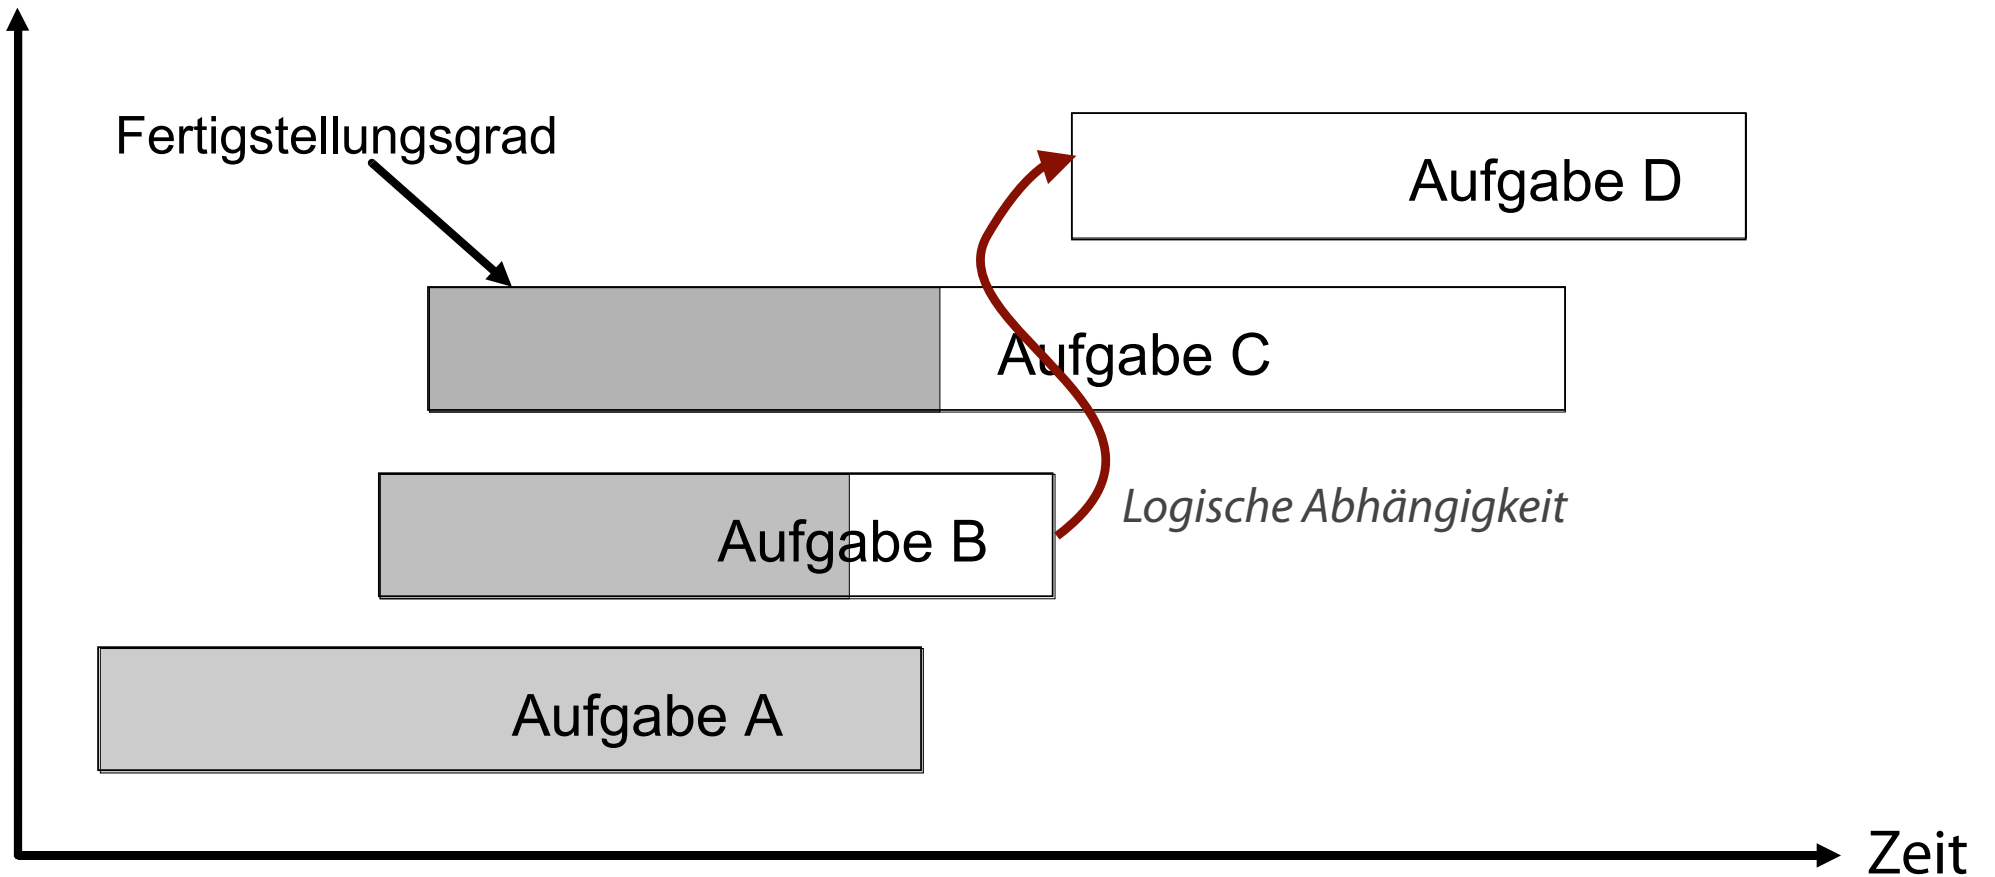 Fertigstellungsgrad
Aufgabe D
Aufgabe C
Logische Abhängigkeit
Aufgabe B
Aufgabe A
Zeit